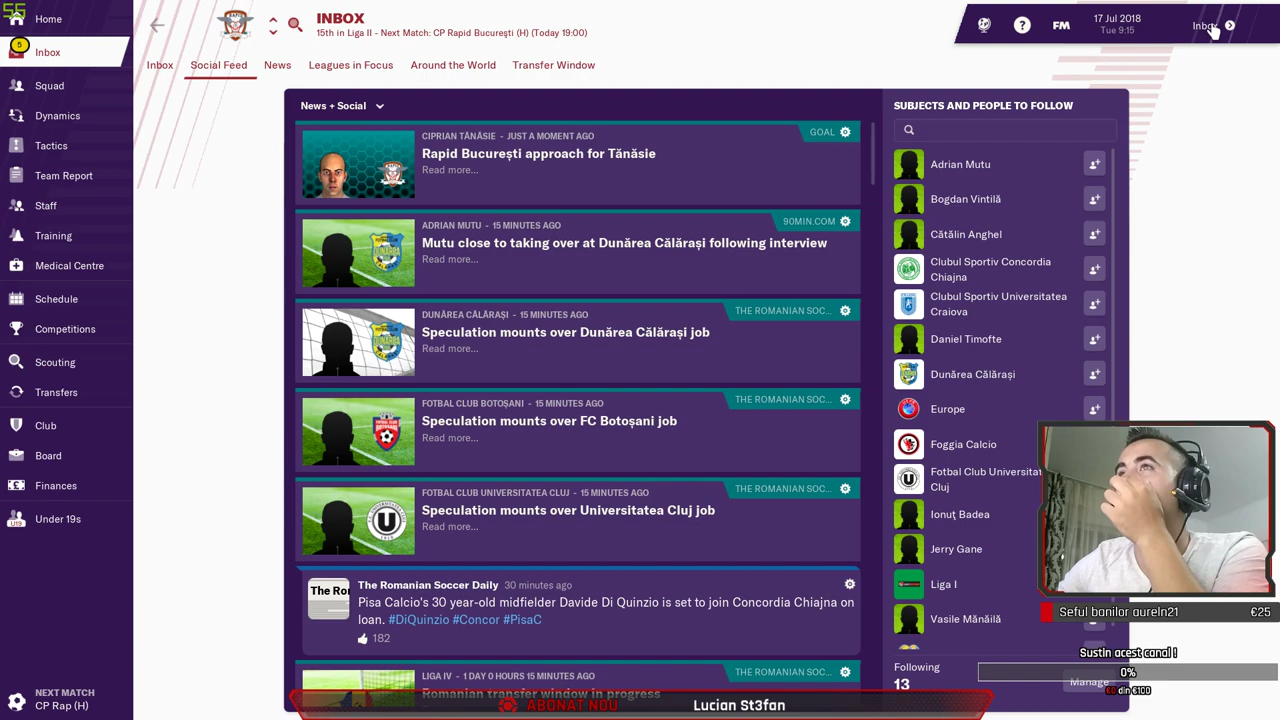 55
Home
5
Inbox
Squad
Dynamics
Tactics
Team Report
Staff
Training
Medical Centre
Schedule
Competitions
Scouting
Transfers
Club
Board
Finances
U19
Under 19s
NEXT MATCH
CP Rap (H)
INBOX
15th in Liga II - Next Match: CP Rapid București (H) (Today 19:00)
?
FM
17 Jul 2018
Tue 9:15
Inbox
Inbox
Social Feed
News
Leagues in Focus
Around the World
Transfer Window
News + Social
CIPRIAN TĂNĂSIE - JUST A MOMENT AGO
GOAL
Rapid București approach for Tănăsie
Read more...
ADRIAN MUTU - 15 MINUTES AGO
90MIN.COM
Mutu close to taking over at Dunărea Călărași following interview
Read more...
DUNĂREA CĂLĂRAȘI - 15 MINUTES AGO
THE ROMANIAN SOC...
Speculation mounts over Dunărea Călărași job
Read more...
FOTBAL CLUB BOTOȘANI - 15 MINUTES AGO
THE ROMANIAN SOC...
Speculation mounts over FC Botoșani job
Read more...
FOTBAL CLUB UNIVERSITATEA CLUJ - 15 MINUTES AGO
THE ROMANIAN SOC...
Speculation mounts over Universitatea Cluj job
Read more...
The Ror
The Romanian Soccer Daily 30 minutes ago
Pisa Calcio's 30 year-old midfielder Davide Di Quinzio is set to join Concordia Chiajna on
loan. #DiQuinzio #Concor #PisaC
182
LIGA IV - 1 DAY 0 HOURS 15 MINUTES AGO
THE ROMANIAN SOC...
Romanian transfer window in progress
SUBJECTS AND PEOPLE TO FOLLOW
Adrian Mutu
Bogdan Vintilă
Cătălin Anghel
Clubul Sportiv Concordia
Chiajna
Clubul Sportiv Universitatea
Craiova
Daniel Timofte
Dunărea Călărași
Europe
Foggia Calcio
Fotbal Club Universitat
Cluj
Ionuț Badea
Jerry Gane
Liga I
Vasile Mănăilă
Following
13
Manage
Seful banilor aureln21 €25
Sustin acest canal !
0%
€0 din €100
ABONAT NOU
Lucian St3fan